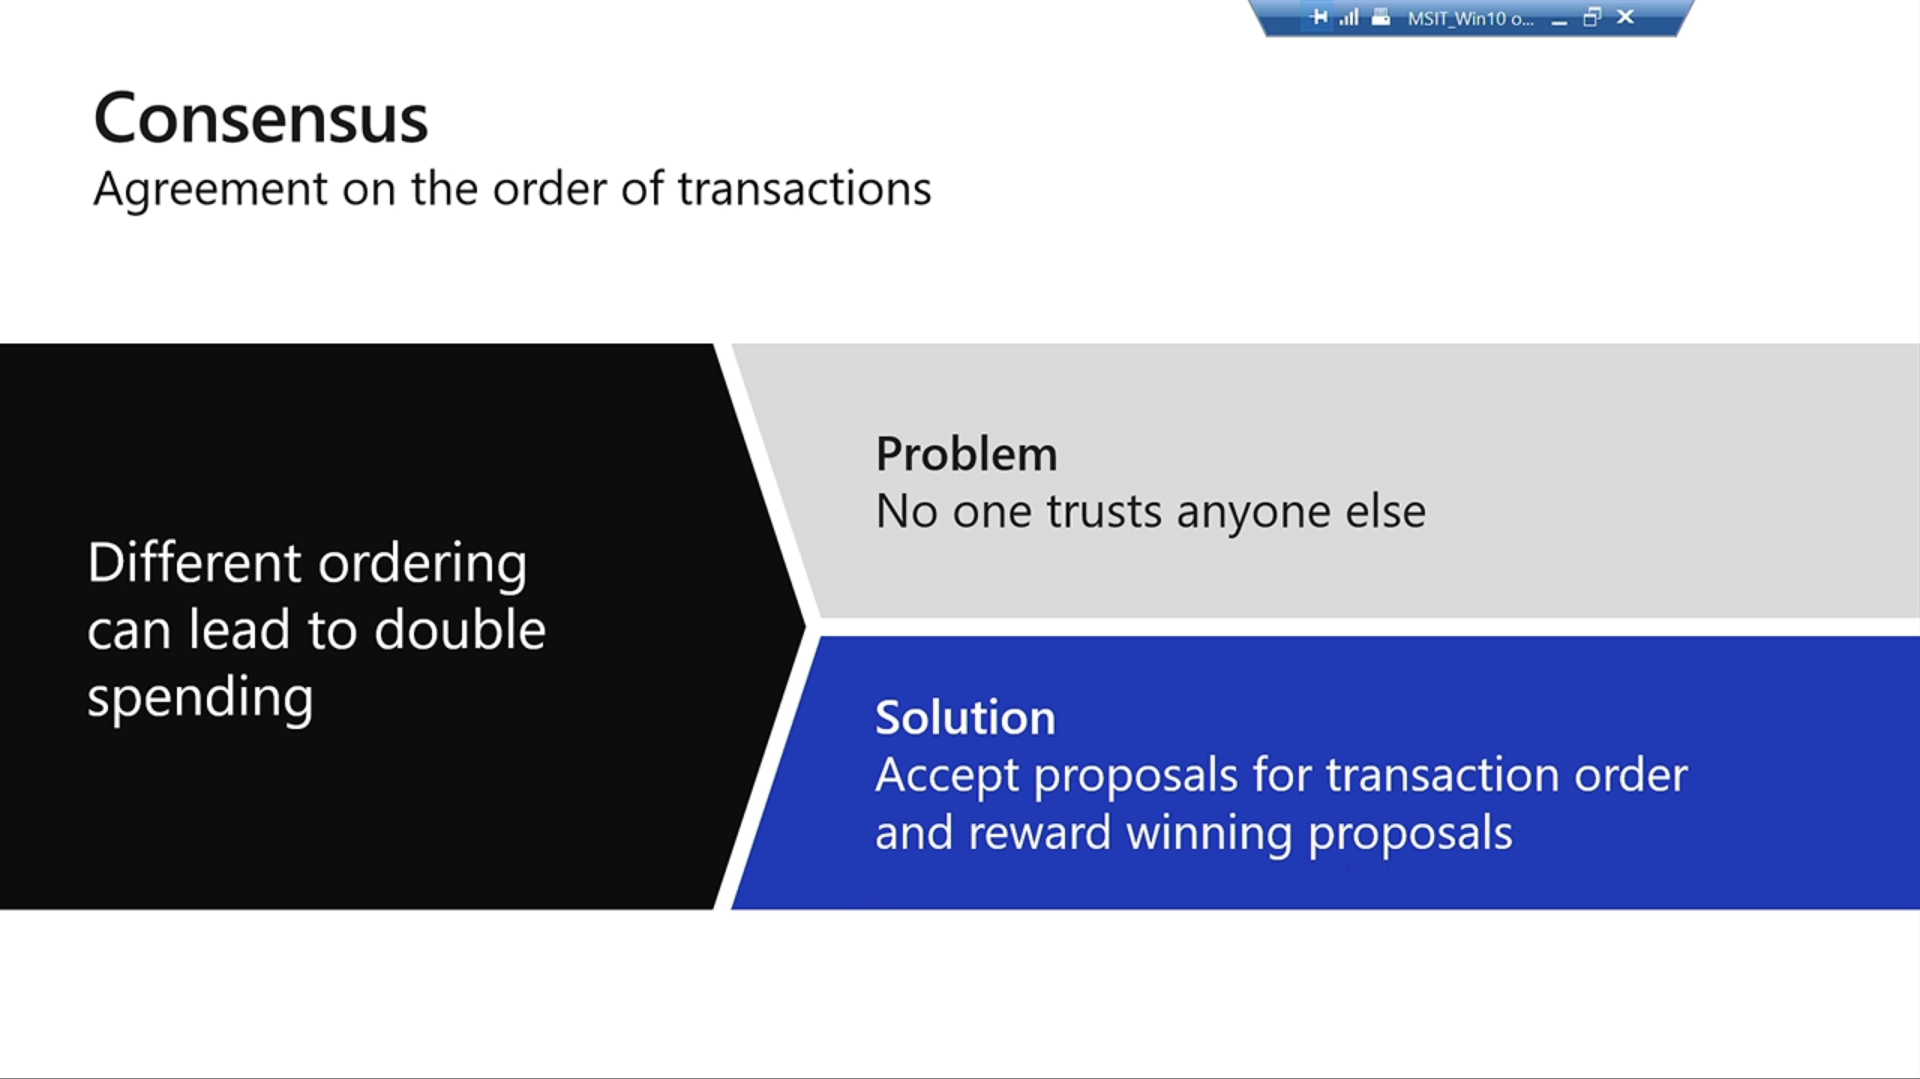 MSIT_Win10 o...
Consensus
Agreement on the order of transactions
Different ordering
can lead to double
spending
Problem
No one trusts anyone else
Solution
Accept proposals for transaction order
and reward winning proposals